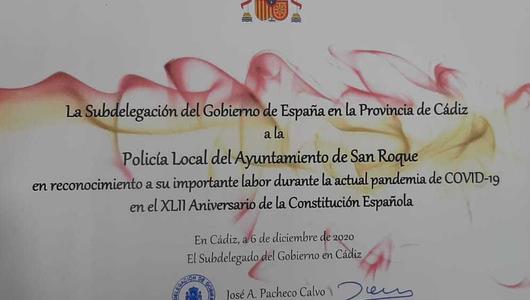 La Subdelegación del Gobierno de España en la Provincia de Cádiz
a la
Policía Local del Ayuntamiento de San Roque
en reconocimiento a su importante labor durante la actual pandemia de COVID-19
en el XLII Aniversario de la Constitución Española
En Cádiz, a 6 de diciembre de 2020
El Subdelegado del Gobierno en Cádiz
José A. Pacheco Calvo